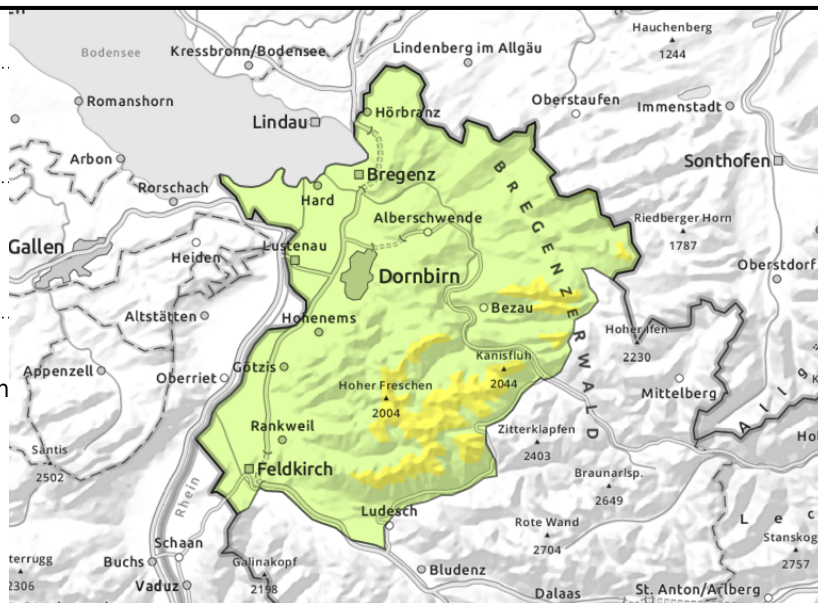 Hauchenberg
1244
Bodensee
Kressbronn/Bodensee
Lindenberg im Allgäu
Romanshorn
Hörbranz
Oberstaufen
Immenstadt
Lindau
Arbon
Sonthofen
Bregenz
Rorschach
Hard
BREGENZERWALD
Alberschwende
Riedberger Horn
1787
Gallen
Lustenau
Heiden
Dornbirn
Oberstdorf
Altstätten
Hohenems
Bezau
Hoher Ifen
2230
Kanisfluh
2044
Appenzell
Oberriet
Götzis
Hoher Freschen
2004
Mittelberg
Allg
Rankweil
Zitterklapfen
2403
Säntis
2502
Feldkirch
Braunarlsp.
2649
Rhein
Ludesch
Rote Wand
2704
Lec
Stanskog
2757
Schaan
Galinakopf
2198
terrugg
2306
Buchs
Bludenz
Vaduz
Dalaas
St. Anton/Arlberg